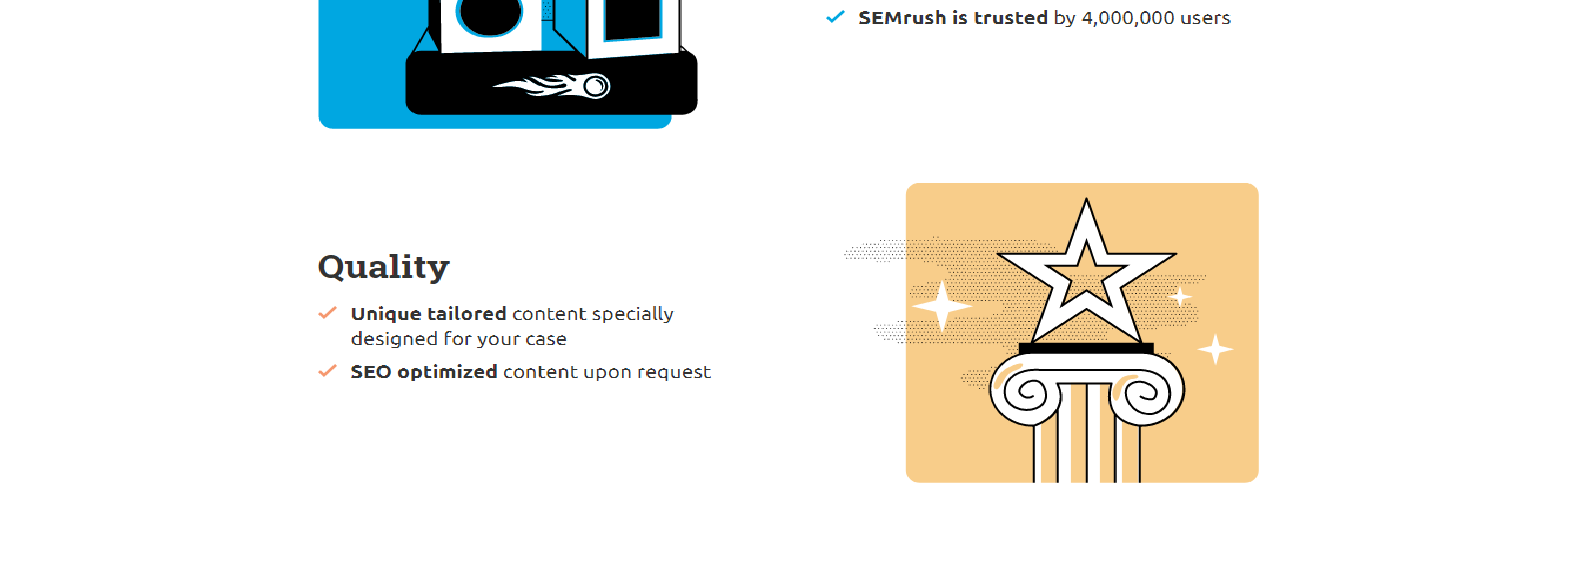 SEMrush is trusted by 4,000,000 users
Quality
Unique tailored content specially
designed for your case
SEO optimized content upon request